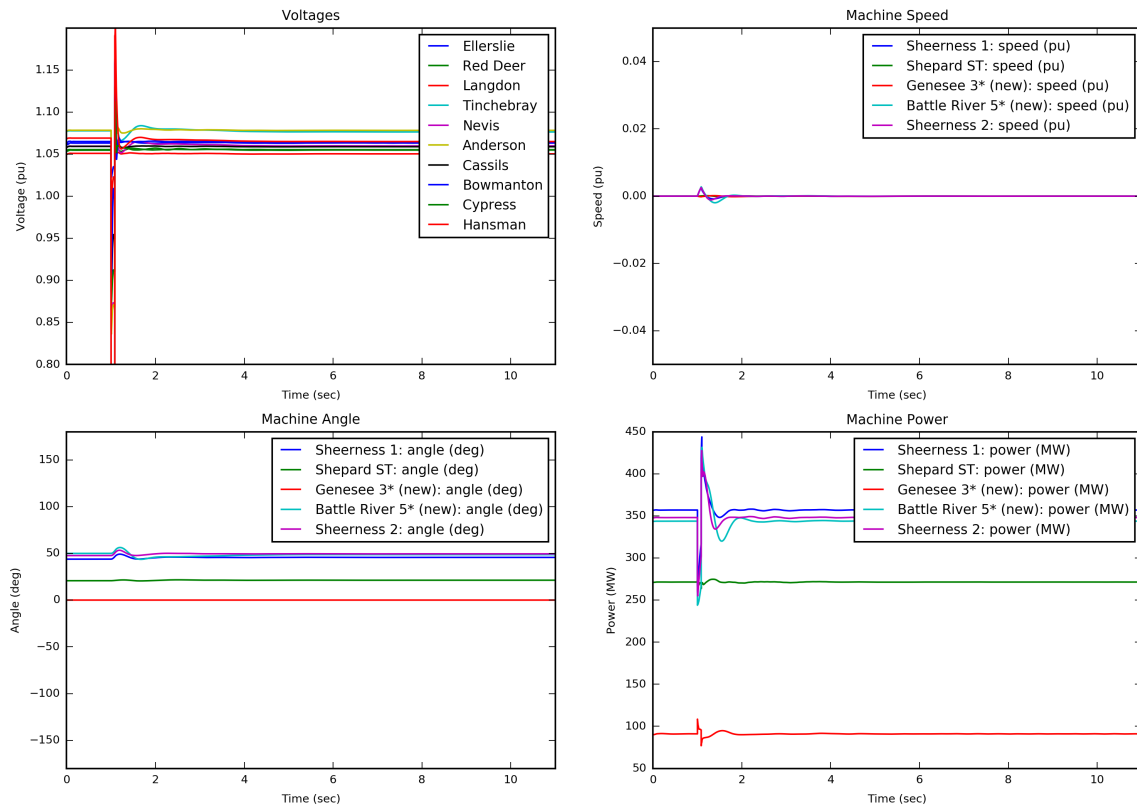 Voltages
1.15
1.10
1.05
1.00
0.95
0.90
0.85
0.80
Voltage (pu)
0
2
4
6
8
10
Time (sec)
Ellerslie
Red Deer
Langdon
Tinchebray
Nevis
Anderson
Cassils
Bowmanton
Cypress
Hansman
Machine Speed
0.04
0.02
0.00
−0.02
−0.04
Speed (pu)
0
2
4
6
8
10
Time (sec)
Sheerness 1: speed (pu)
Shepard ST: speed (pu)
Genesee 3* (new): speed (pu)
Battle River 5* (new): speed (pu)
Sheerness 2: speed (pu)
Machine Angle
150
100
50
0
−50
−100
−150
Angle (deg)
0
2
4
6
8
10
Time (sec)
Sheerness 1: angle (deg)
Shepard ST: angle (deg)
Genesee 3* (new): angle (deg)
Battle River 5* (new): angle (deg)
Sheerness 2: angle (deg)
Machine Power
450
400
350
300
250
200
150
100
50
Power (MW)
0
2
4
6
8
10
Time (sec)
Sheerness 1: power (MW)
Shepard ST: power (MW)
Genesee 3* (new): power (MW)
Battle River 5* (new): power (MW)
Sheerness 2: power (MW)